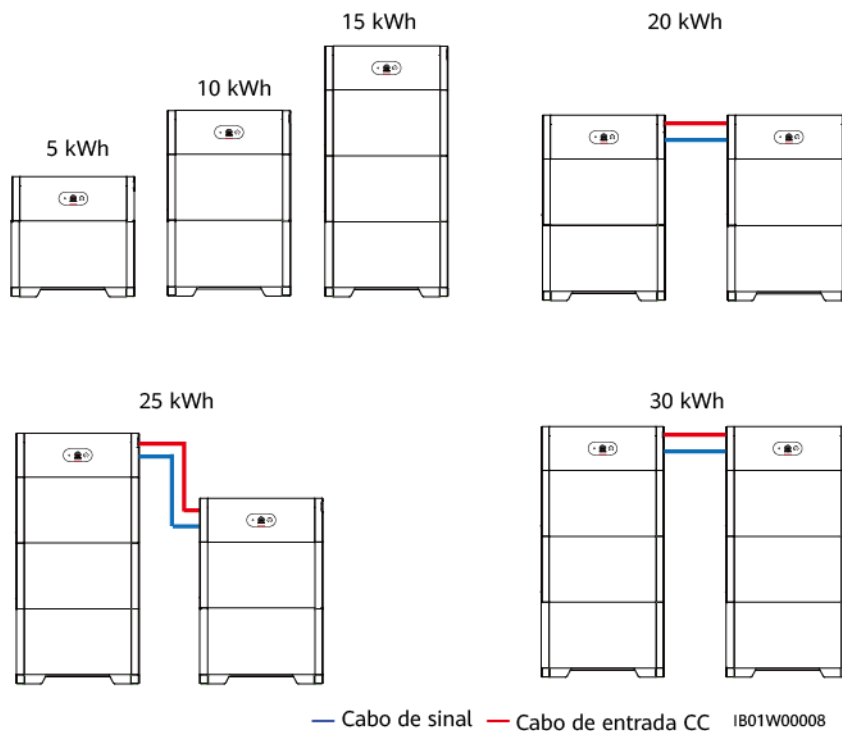 15 kWh
20 kWh
10 kWh
5 kWh
25 kWh
30 kWh
Cabo de sinal
Cabo de entrada CC
IB01W00008